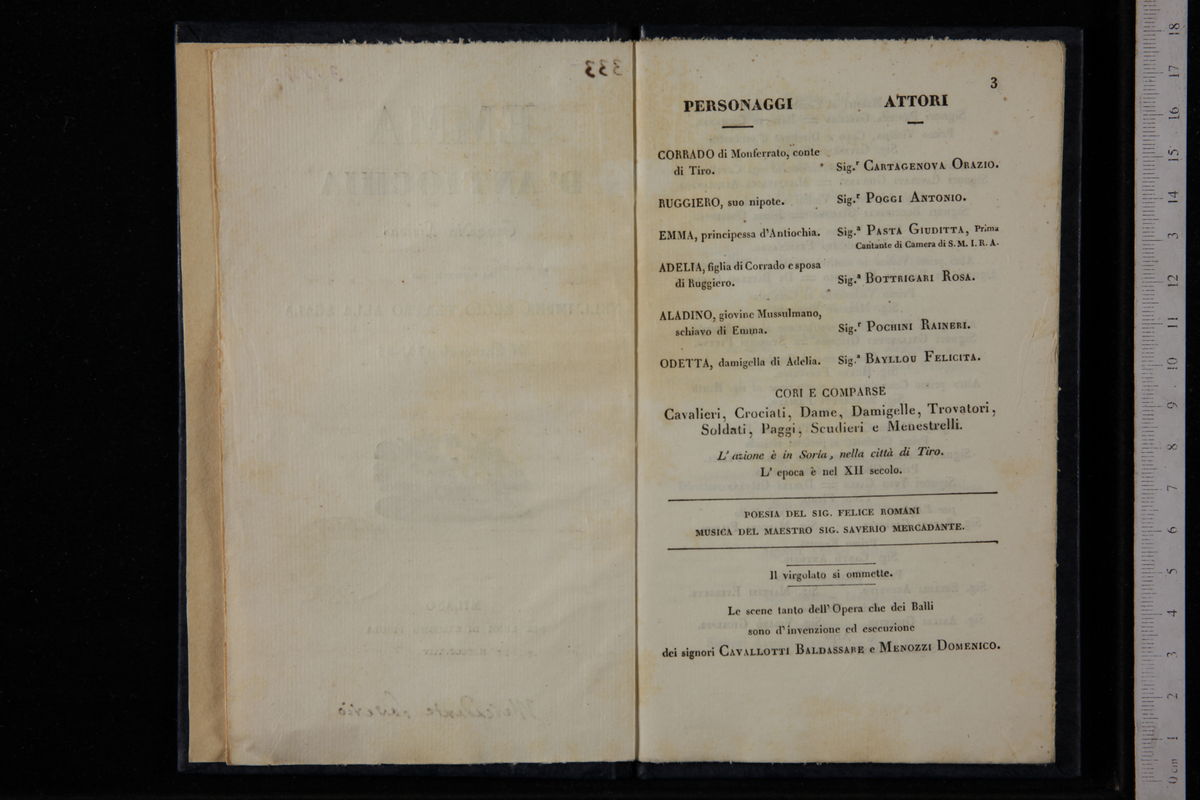 333
3
PERSONAGGI ATTORI
CORRADO di Monferrato, conte
di Tiro. Sig.r CARTAGENOVA ORAZIO.
RUGGIERO, suo nipote. Sig.r POGGI ANTONIO.
EMMA, principessa d'Antiochia. Sig.a PASTA GIUDITTA, Prima
Cantante di Camera di S. M. I. R. A.
ADELIA, figlia di Corrado e sposa
di Ruggiero. Sig.a BOTTRIGARI ROSA.
ALADINO, giovine Mussulmano,
schiavo di Emma. Sig.r POCHINI RAINERI.
ODETTA, damigella di Adelia. Sig.a BAYLLOU FELICITA.
CORI E COMPARSE
Cavalieri, Crociati, Dame, Damigelle, Trovatori,
Soldati, Paggi, Scudieri e Menestrelli.
L' azione è in Soria, nella città di Tiro.
L' epoca è nel XII secolo.
POESIA DEL SIG. FELICE ROMANI
MUSICA DEL MAESTRO SIG. SAVERIO MERCADANTE.
Il virgolato si ommette.
Le scene tanto dell' Opera che dei Balli
sono d' invenzione ed esecuzione
dei signori CAVALLOTTI BALDASSARE e MENOZZI DOMENICO.